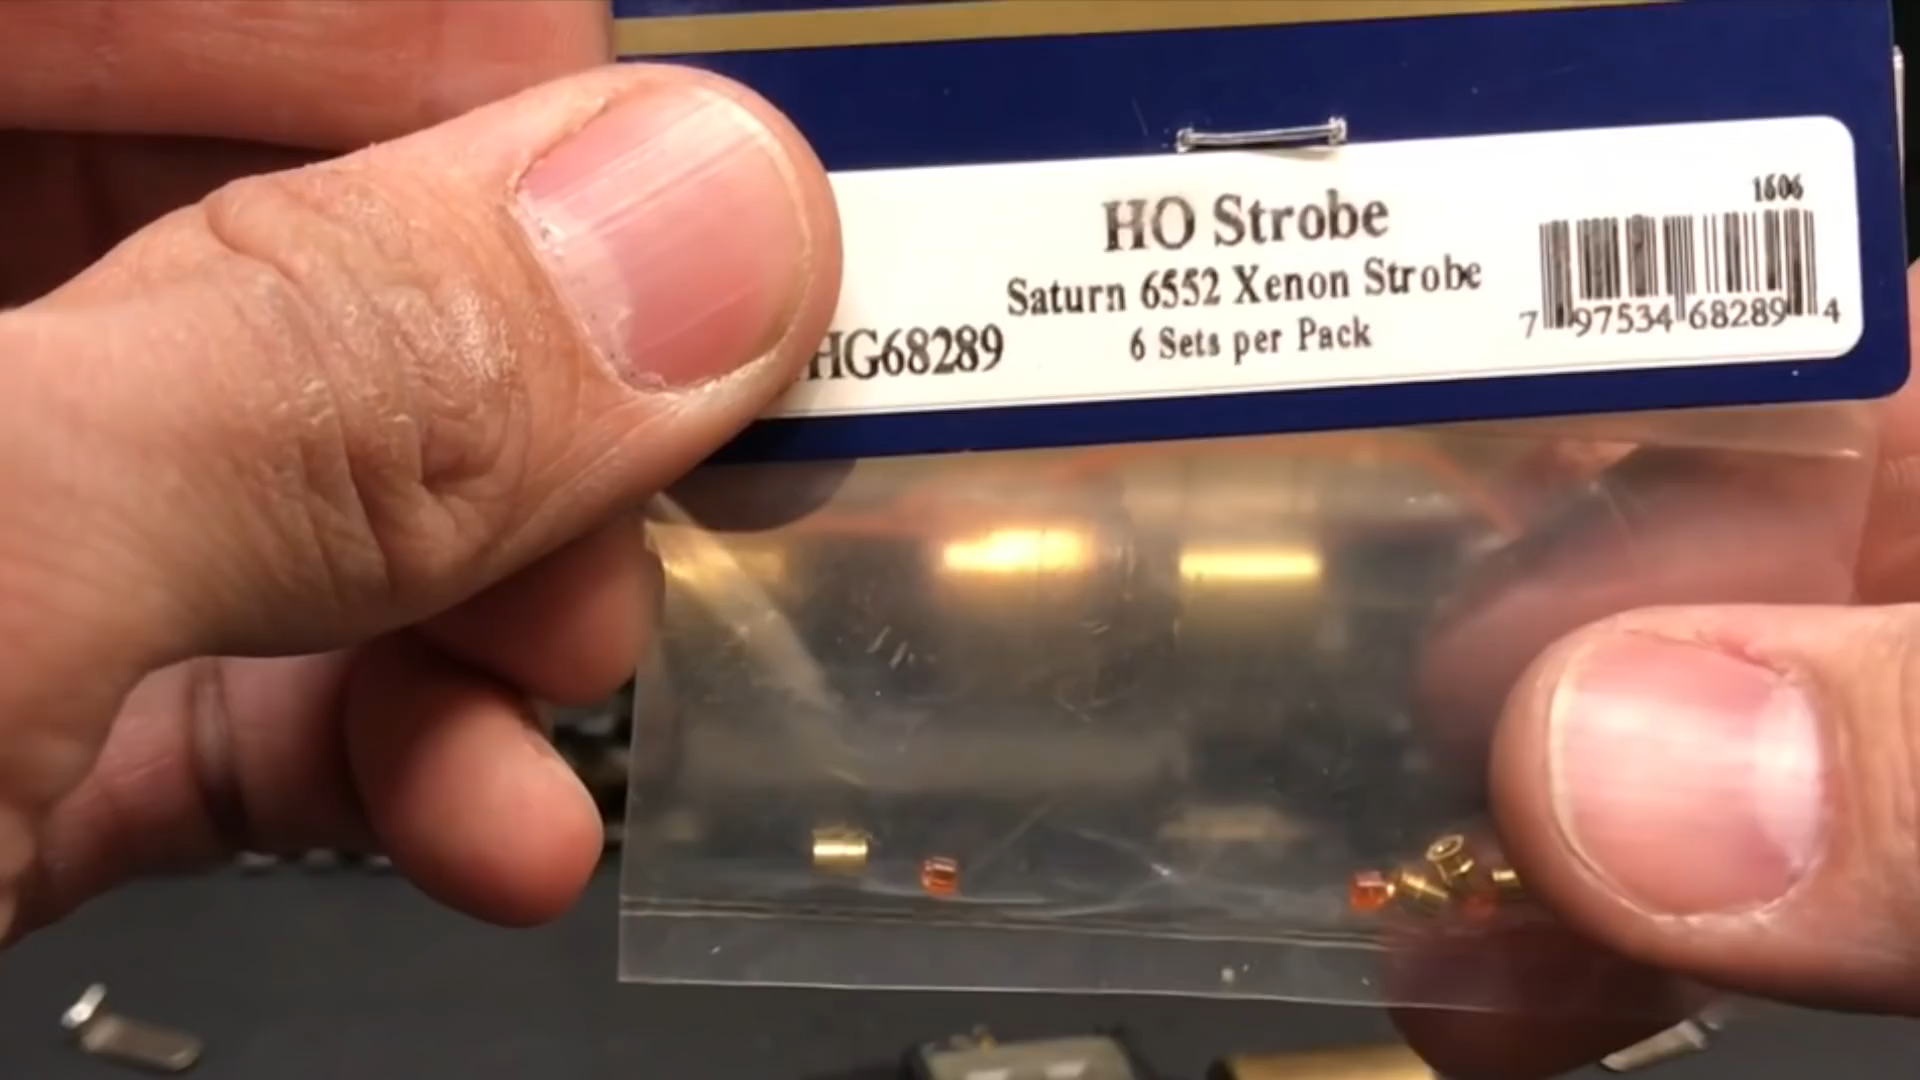 1606
HO Strobe
Saturn 6552 Xenon Strobe
6 Sets per Pack
HG68289
7 97534 68289 4